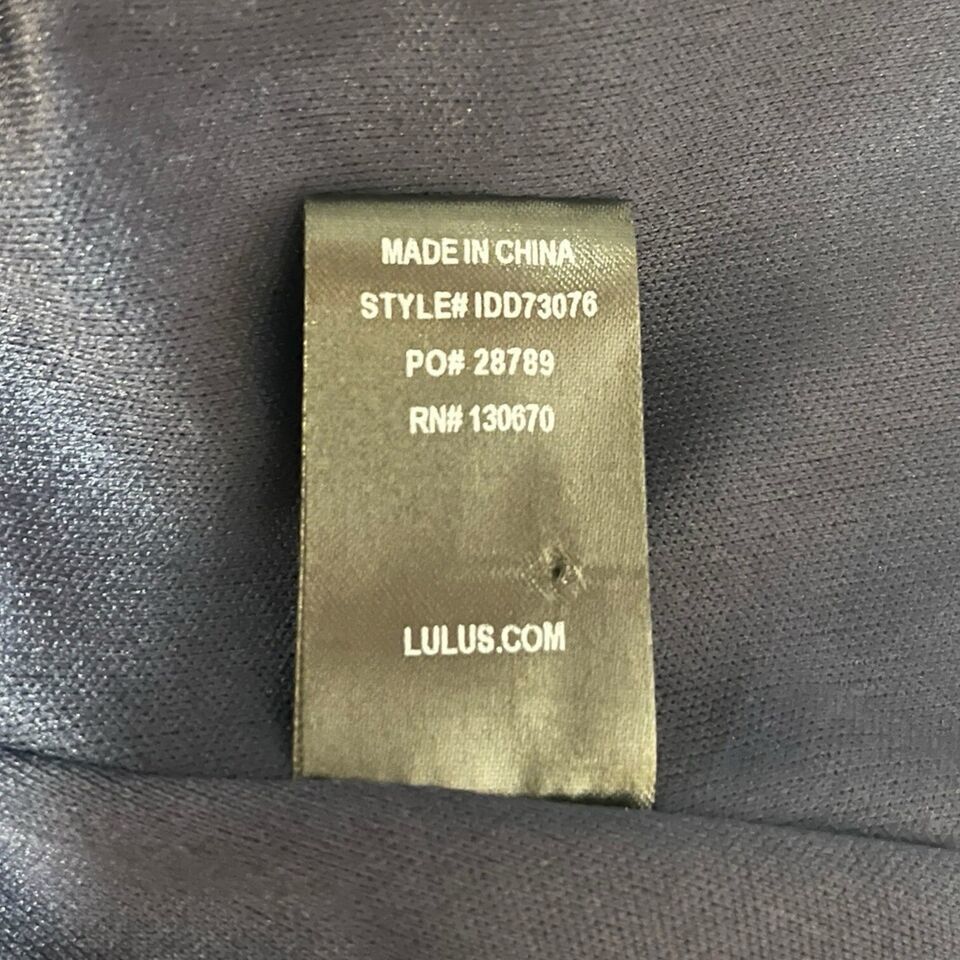 MADE IN CHINA
STYLE# IDD73076
PO# 28789
RN# 130670
LULUS.COM